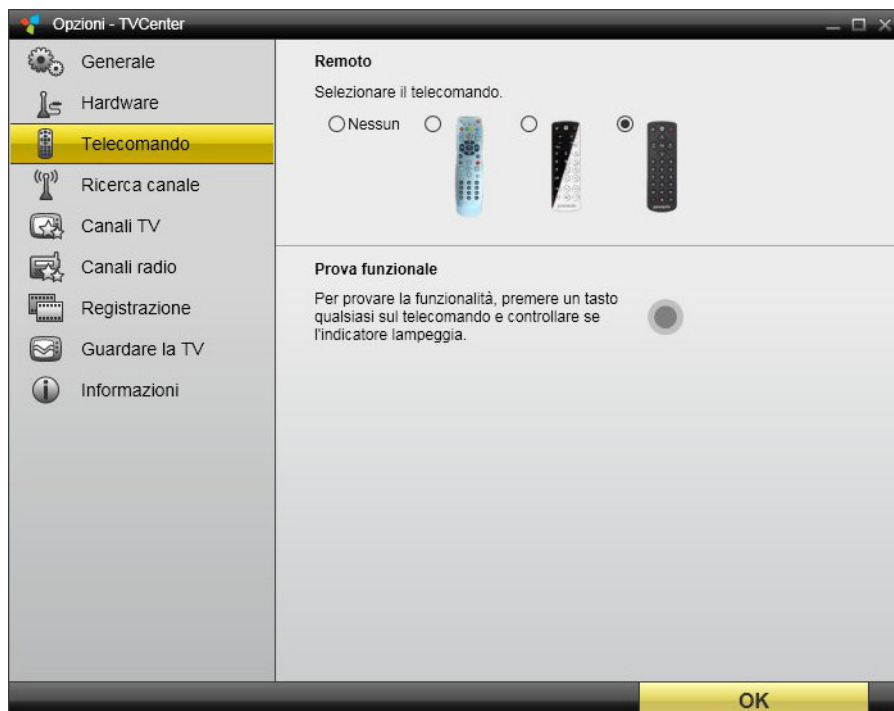 Opzioni - TVCenter
Generale
Hardware
Telecomando
Ricerca canale
Canali TV
Canali radio
Registrazione
Guardare la TV
Informazioni
Remoto
Selezionare il telecomando.
Nessun
Prova funzionale
Per provare la funzionalità, premere un tasto
qualsiasi sul telecomando e controllare se
l'indicatore lampeggia.
OK